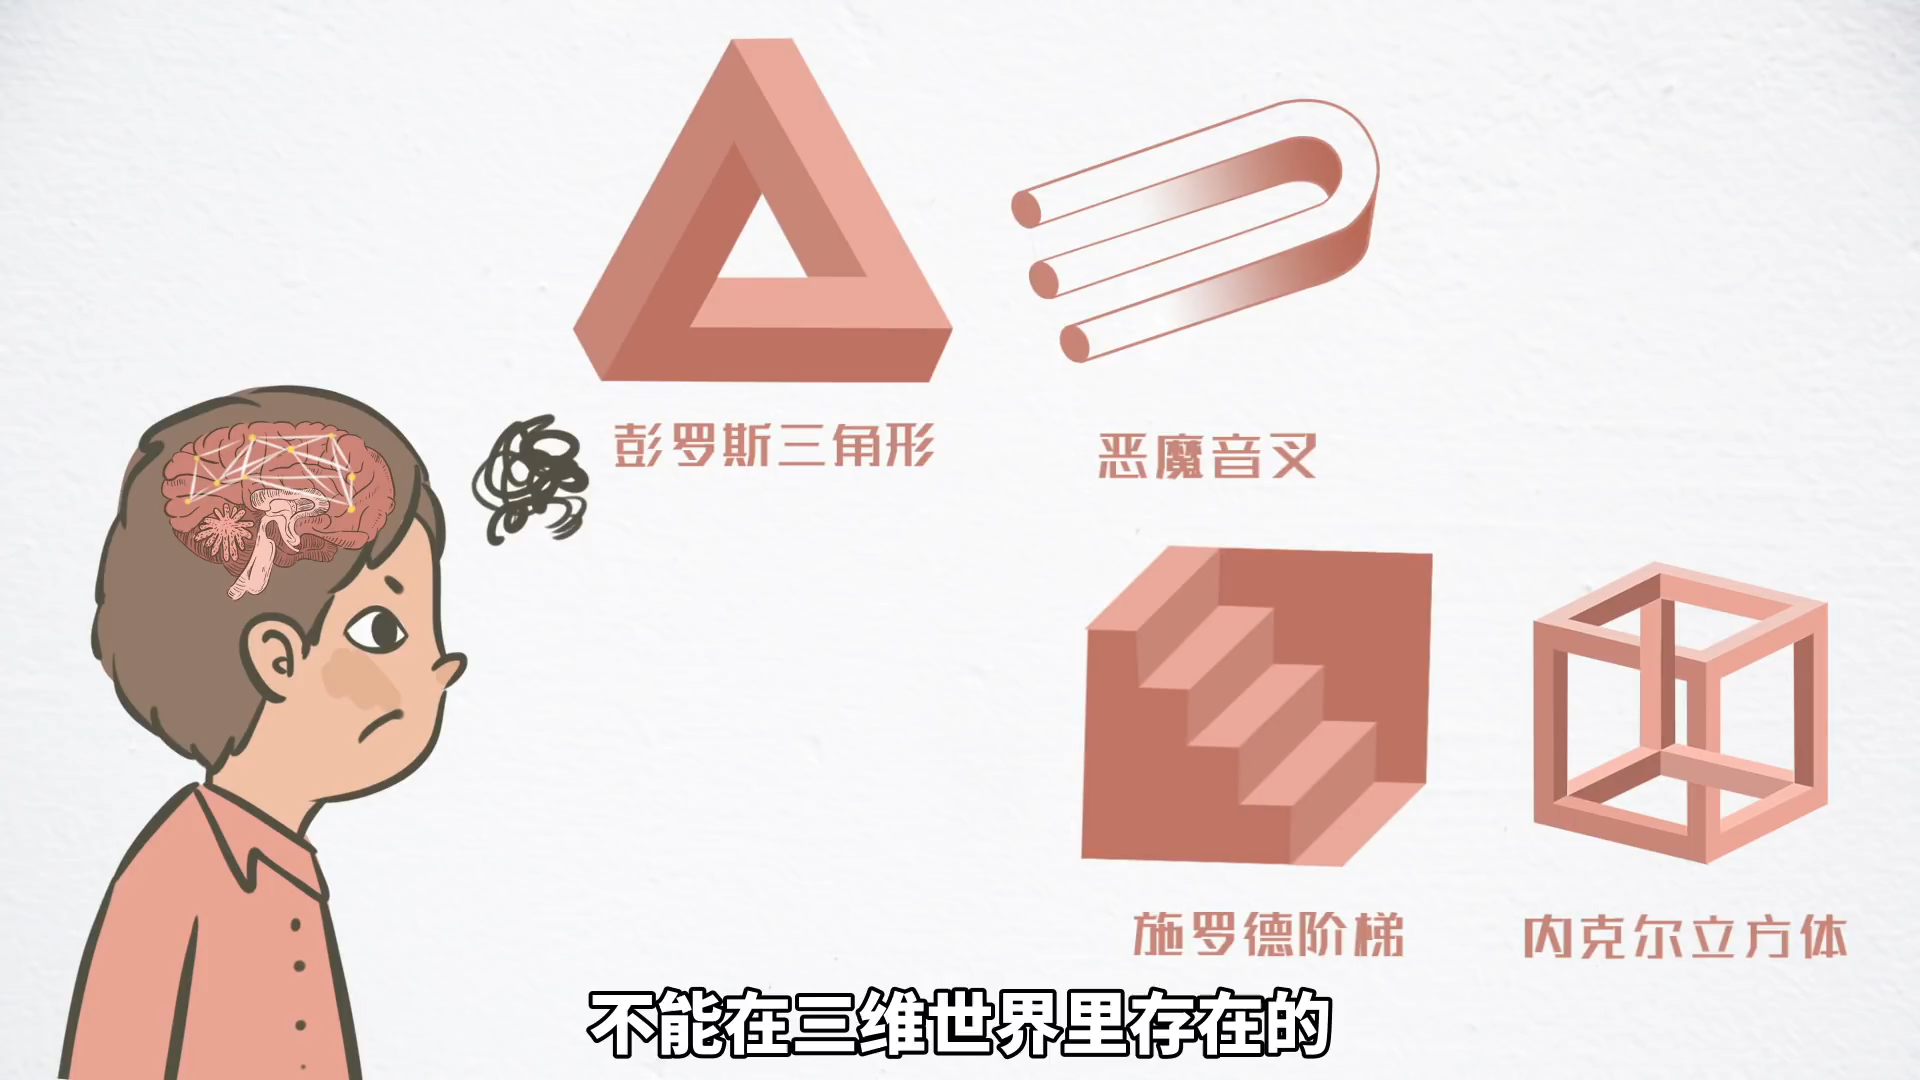 彭罗斯三角形
恶魔音叉
施罗德阶梯
内克尔立方体
不能在三维世界里存在的